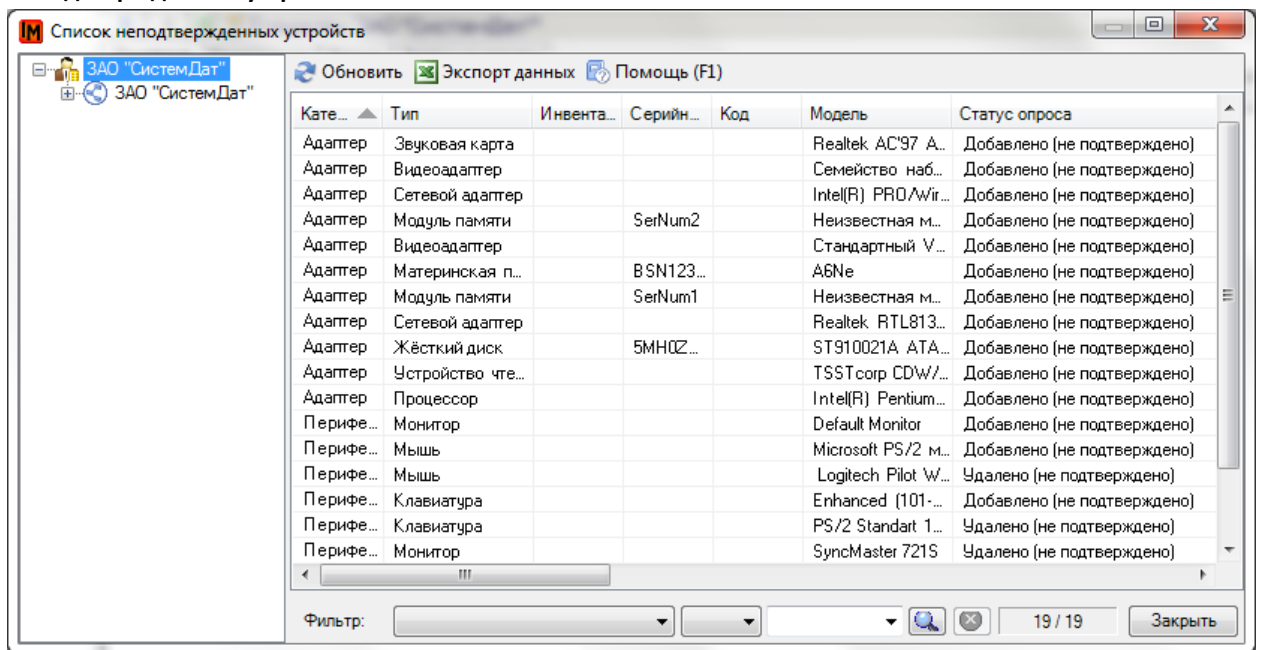 IM Список неподтвержденных устройств
ЗАО "СистемДат"
ЗАО "СистемДат"
Обновить Экспорт данных Помощь (F1)
Кате... Тип Инвента... Серийн... Код Модель Статус опроса
Адаптер Звуковая карта Realtek AC'97 A... Добавлено (не подтверждено)
Адаптер Видеоадаптер Семейство наб... Добавлено (не подтверждено)
Адаптер Сетевой адаптер Intel(R) PRO/Wir... Добавлено (не подтверждено)
Адаптер Модуль памяти SerNum2 Неизвестная м... Добавлено (не подтверждено)
Адаптер Видеоадаптер Стандартный V... Добавлено (не подтверждено)
Адаптер Материнская п... BSN123... A6Ne Добавлено (не подтверждено)
Адаптер Модуль памяти SerNum1 Неизвестная м... Добавлено (не подтверждено)
Адаптер Сетевой адаптер Realtek RTL813... Добавлено (не подтверждено)
Адаптер Жёсткий диск 5MH0Z... ST910021A ATA... Добавлено (не подтверждено)
Адаптер Устройство чте... TSSTcorp CDW/... Добавлено (не подтверждено)
Адаптер Процессор Intel(R) Pentium... Добавлено (не подтверждено)
Перифе... Монитор Default Monitor Добавлено (не подтверждено)
Перифе... Мышь Microsoft PS/2 м... Добавлено (не подтверждено)
Перифе... Мышь Logitech Pilot W... Удалено (не подтверждено)
Перифе... Клавиатура Enhanced (101-... Добавлено (не подтверждено)
Перифе... Клавиатура PS/2 Standart 1... Удалено (не подтверждено)
Перифе... Монитор SyncMaster 721S Удалено (не подтверждено)
Фильтр: 19 / 19 Закрыть